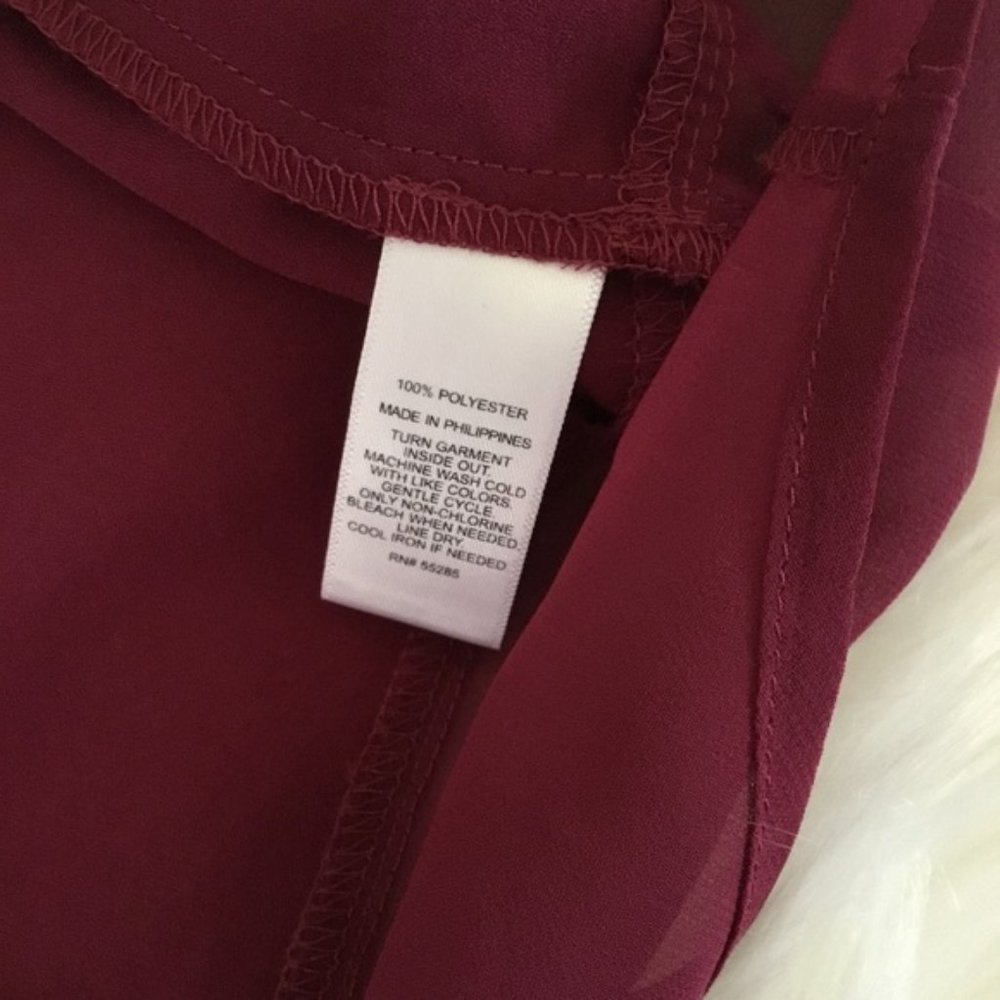 100% POLYESTER
MADE IN PHILIPPINES
TURN GARMENT
INSIDE OUT.
MACHINE WASH COLD
WITH LIKE COLORS.
GENTLE CYCLE.
ONLY NON-CHLORINE
BLEACH WHEN NEEDED.
LINE DRY.
COOL IRON IF NEEDED
RN# 55285